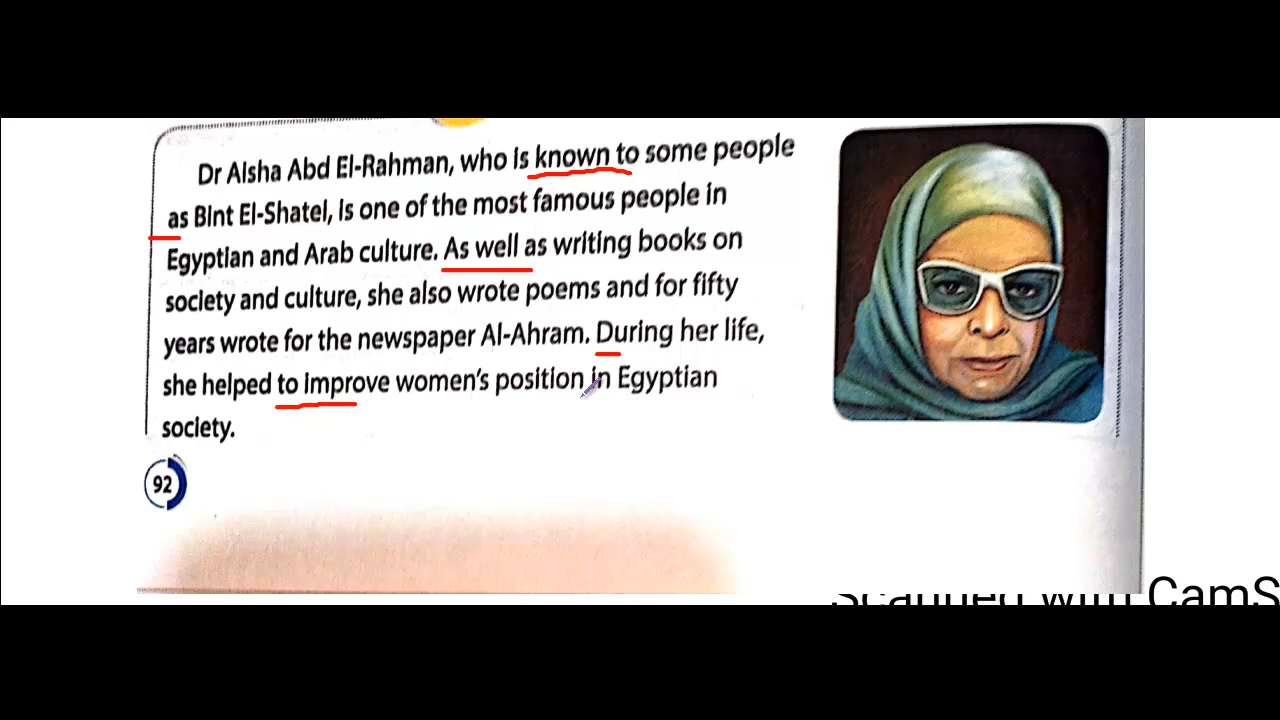 Dr Aisha Abd El-Rahman, who is known to some people
as Bint El-Shatei, is one of the most famous people in
Egyptian and Arab culture. As well as writing books on
society and culture, she also wrote poems and for fifty
years wrote for the newspaper Al-Ahram. During her life,
she helped to improve women's position in Egyptian
society.
92
Scanned with CamS